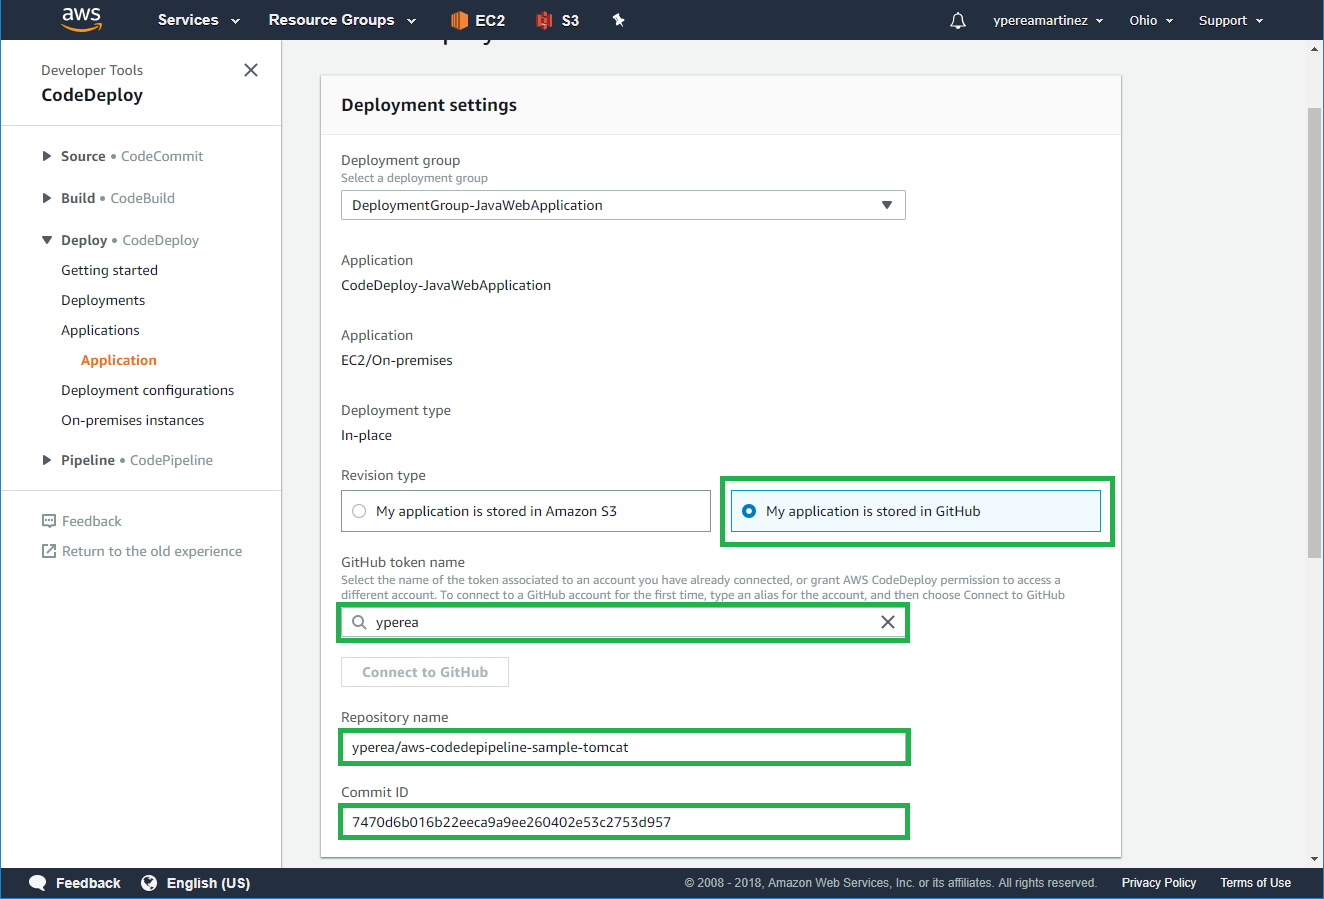 aws Services Resource Groups EC2 S3 ypereamartinez Ohio Support
Developer Tools
CodeDeploy
Source • CodeCommit
Build • CodeBuild
Deploy • CodeDeploy
Getting started
Deployments
Applications
Application
Deployment configurations
On-premises instances
Pipeline • CodePipeline
Feedback
Return to the old experience
Deployment settings
Deployment group
Select a deployment group
DeploymentGroup-JavaWebApplication
Application
CodeDeploy-JavaWebApplication
Application
EC2/On-premises
Deployment type
In-place
Revision type
My application is stored in Amazon S3
My application is stored in GitHub
GitHub token name
Select the name of the token associated to an account you have already connected, or grant AWS CodeDeploy permission to access a
different account. To connect to a GitHub account for the first time, type an alias for the account, and then choose Connect to GitHub
yperea
Connect to GitHub
Repository name
yperea/aws-codedepipeline-sample-tomcat
Commit ID
7470d6b016b22eeca9a9ee260402e53c2753d957
Feedback English (US) © 2008 - 2018, Amazon Web Services, Inc. or its affiliates. All rights reserved. Privacy Policy Terms of Use